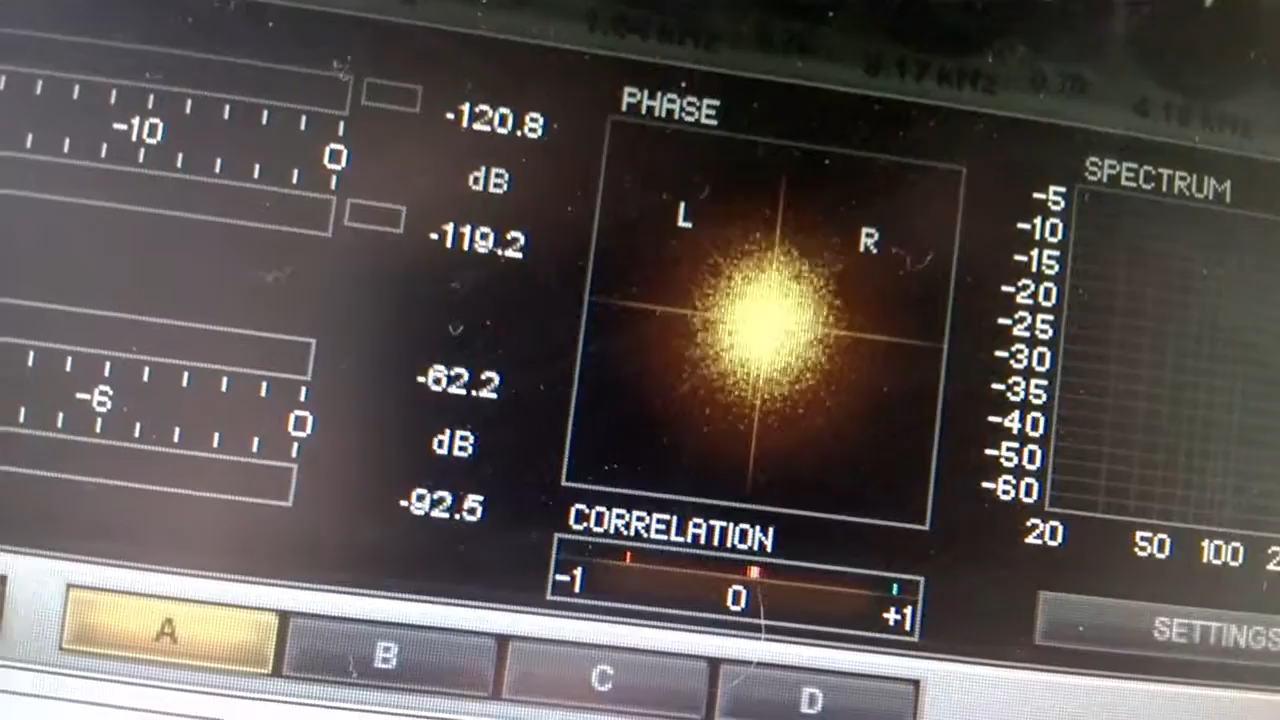 -10
0
-120.8
dB
-119.2
-6
0
-62.2
dB
-92.5
PHASE
L
R
CORRELATION
-1
0
+1
SPECTRUM
-5
-10
-15
-20
-25
-30
-35
-40
-50
-60
20 50 100
SETTINGS
A B C D